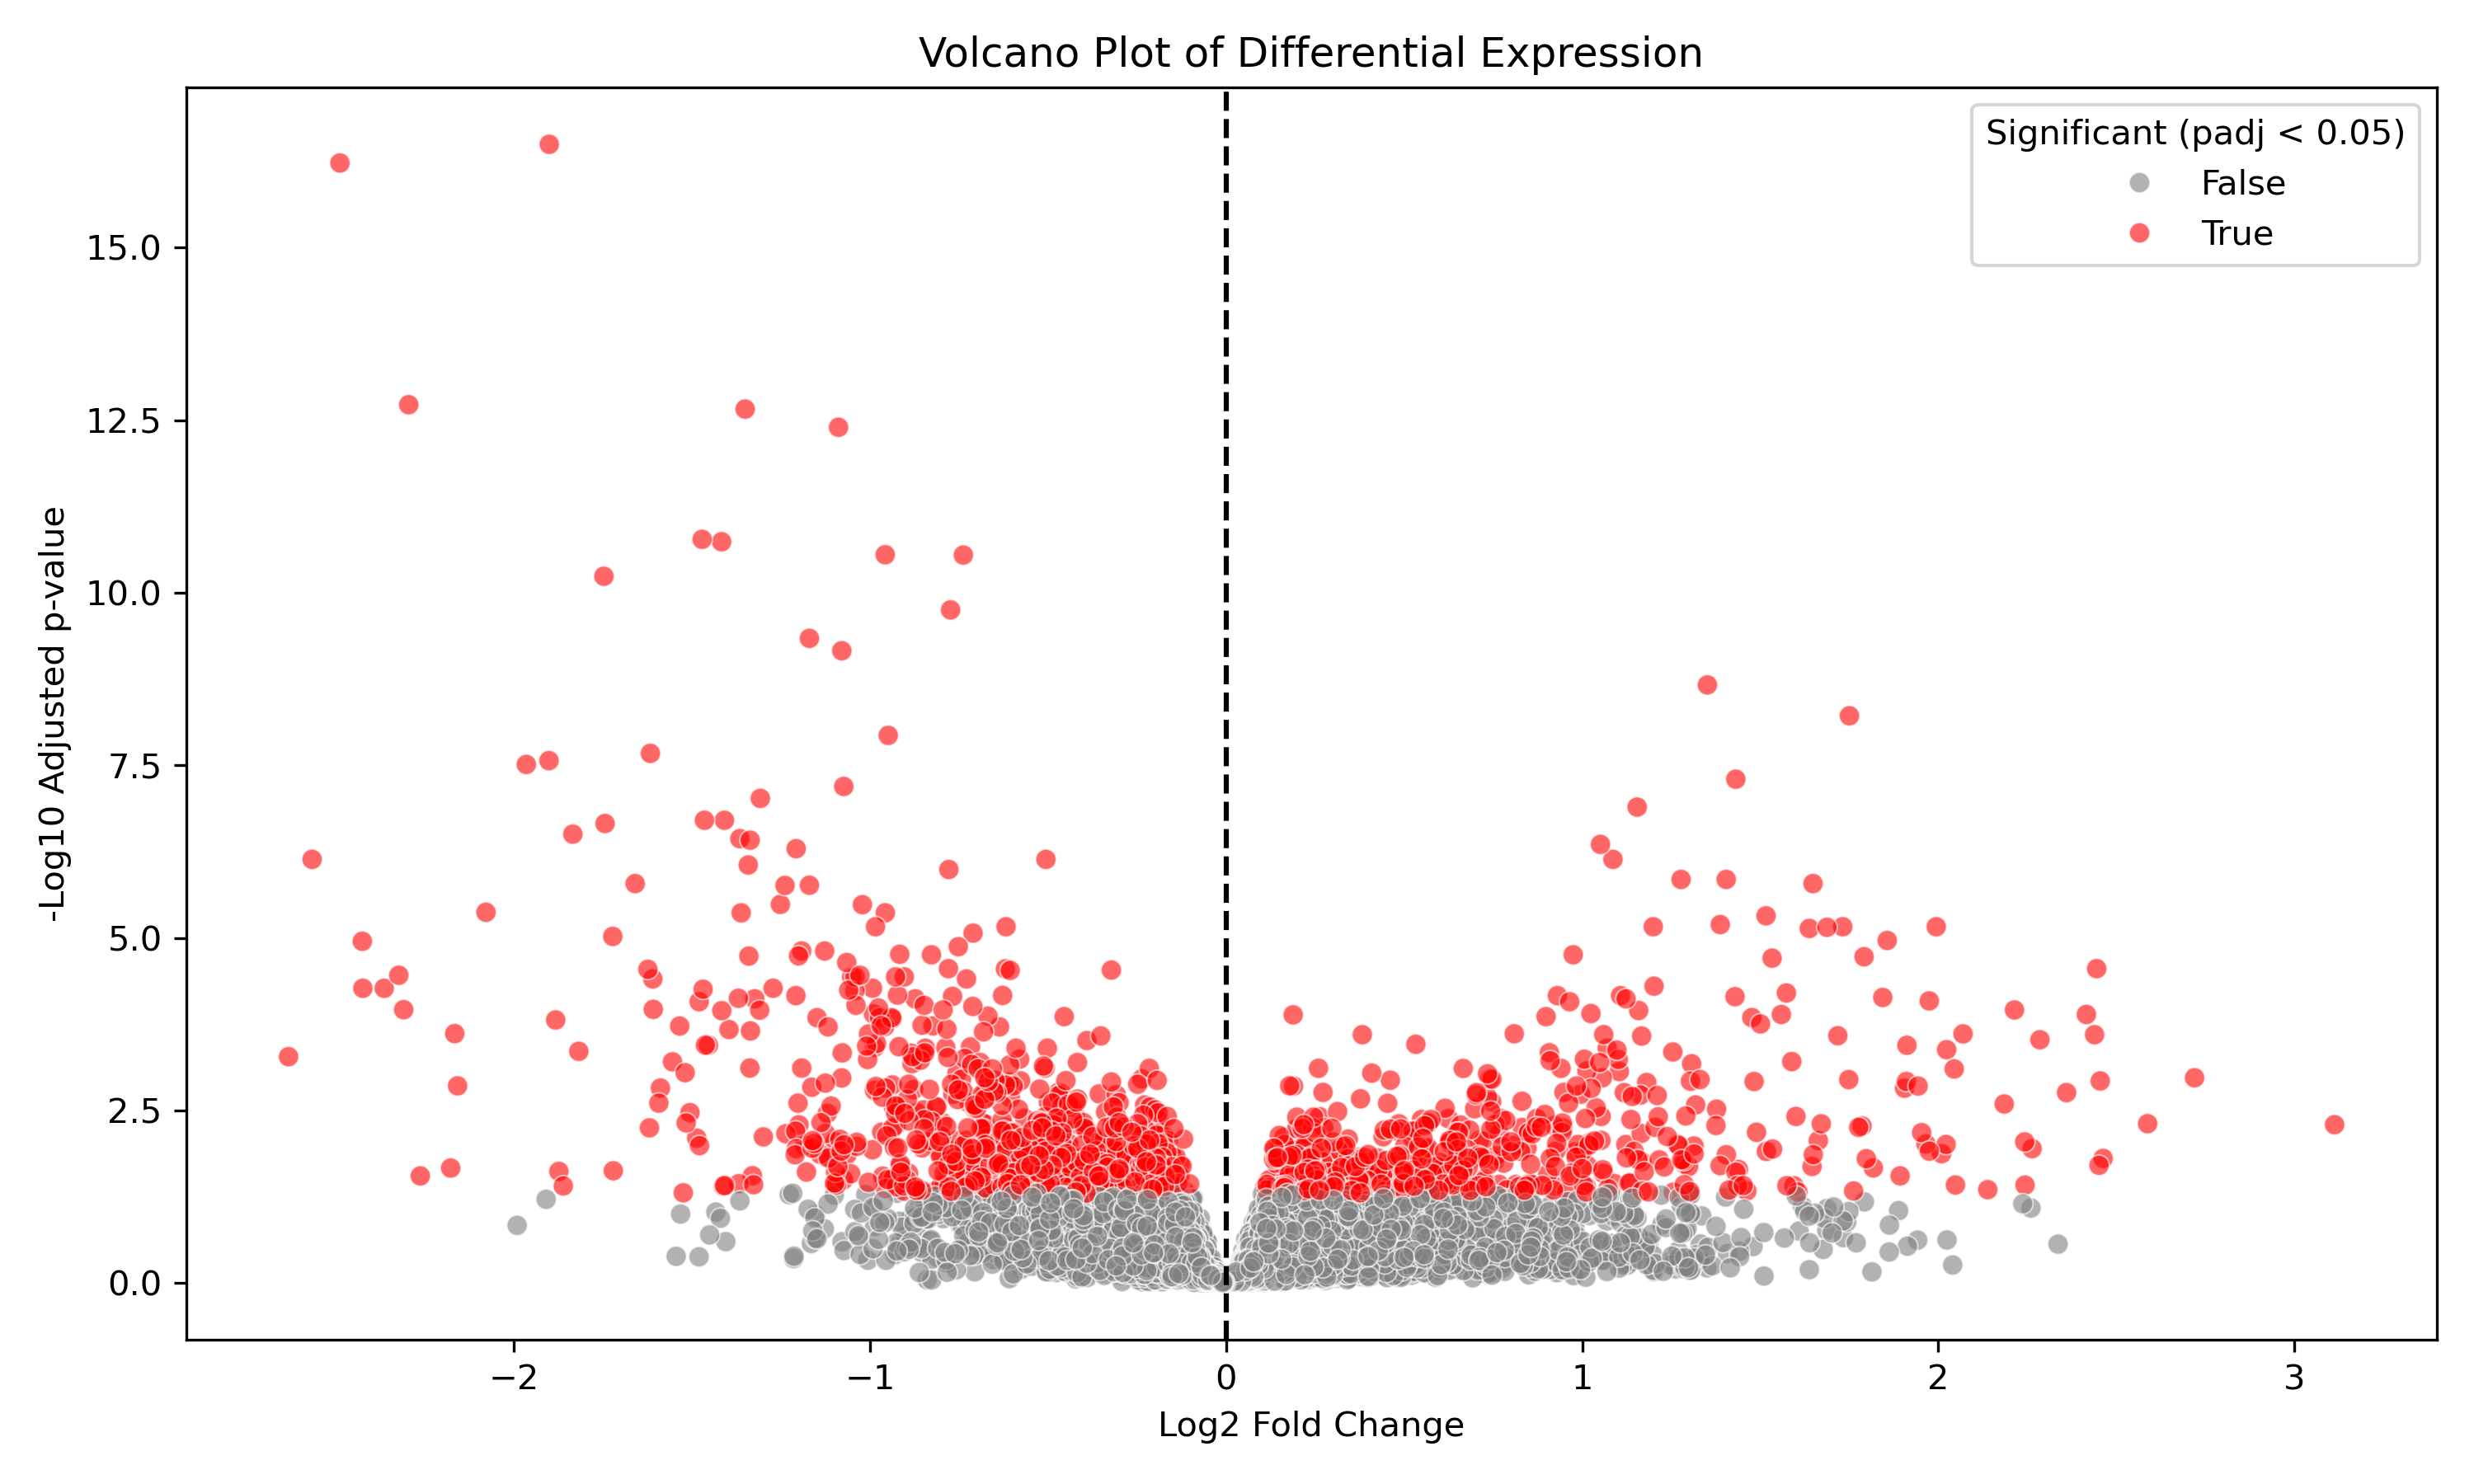 Volcano Plot of Differential Expression
Significant (padj < 0.05)
False
True
-Log10 Adjusted p-value
15.0
12.5
10.0
7.5
5.0
2.5
0.0
−2
−1
0
1
2
3
Log2 Fold Change